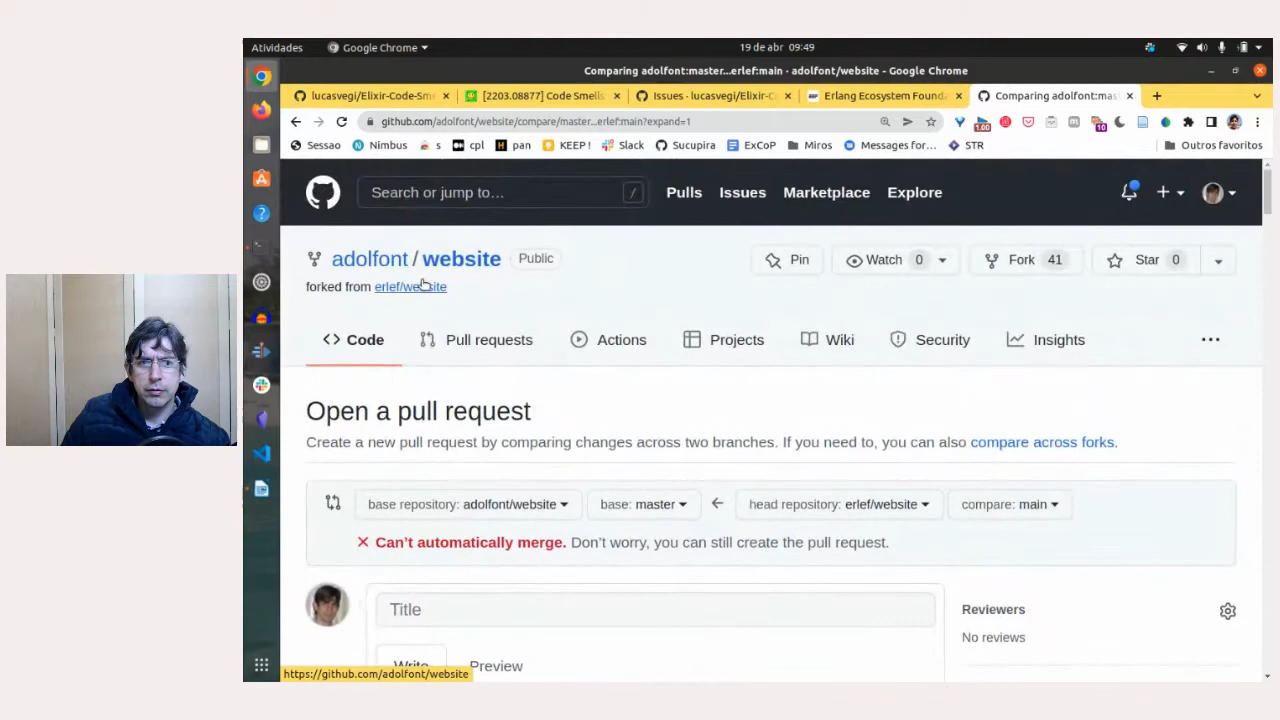 Atividades Google Chrome 19 de abr 09:49
Comparing adolfont:master...erlef:main · adolfont/website - Google Chrome
lucasvegi/Elixir-Code-Sme [2203.08877] Code Smells Issues · lucasvegi/Elixir-C Erlang Ecosystem Founda Comparing adolfont:mas
github.com/adolfont/website/compare/master...erlef:main?expand=1
1.00
10
Sessao Nimbus s cpl pan KEEP! Slack Sucupira ExCoP Miros Messages for... STR Outros favoritos
Search or jump to... / Pulls Issues Marketplace Explore
adolfont / website Public Pin Watch 0 Fork 41 Star 0
forked from erlef/website
Code Pull requests Actions Projects Wiki Security Insights
Open a pull request
Create a new pull request by comparing changes across two branches. If you need to, you can also compare across forks.
base repository: adolfont/website base: master head repository: erlef/website compare: main
Can't automatically merge. Don't worry, you can still create the pull request.
Title
Reviewers
No reviews
Write Preview
https://github.com/adolfont/website